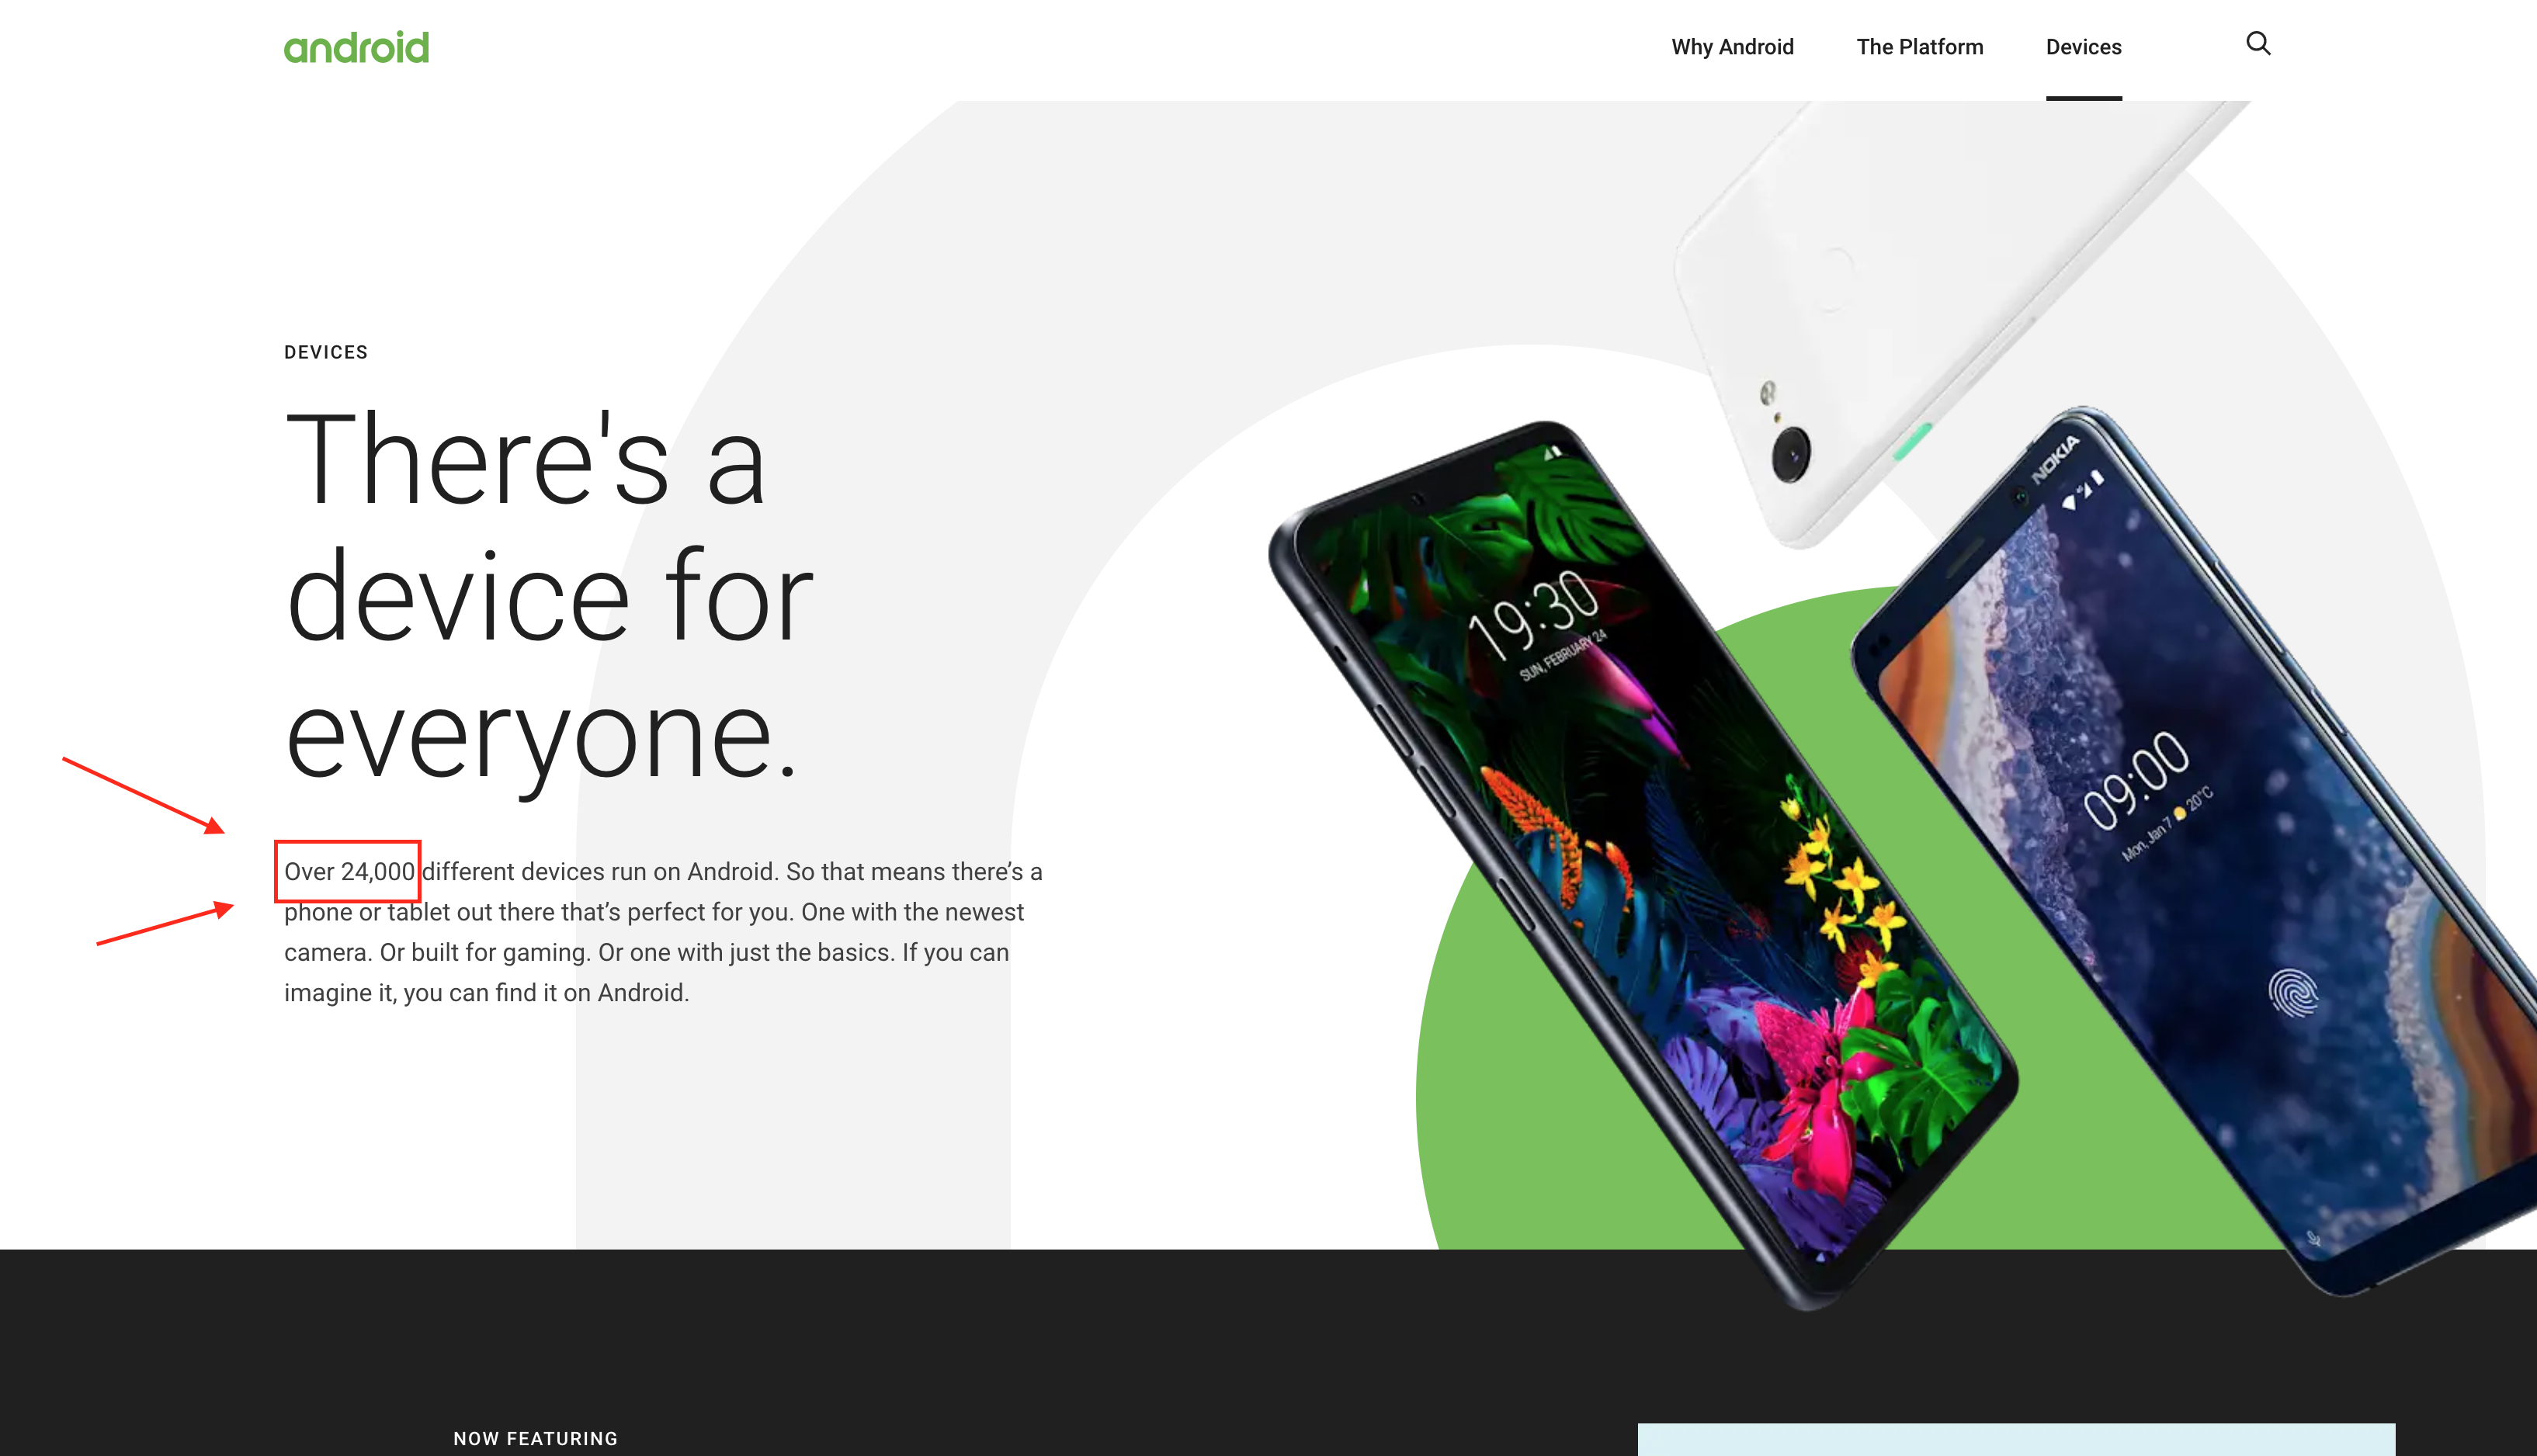 android
Why Android
The Platform
Devices
DEVICES
There's a
device for
everyone.
Over 24,000 different devices run on Android. So that means there’s a
phone or tablet out there that’s perfect for you. One with the newest
camera. Or built for gaming. Or one with just the basics. If you can
imagine it, you can find it on Android.
19:30
SUN, FEBRUARY 24
NOKIA
09:00
Mon, Jan 7 20°C
NOW FEATURING